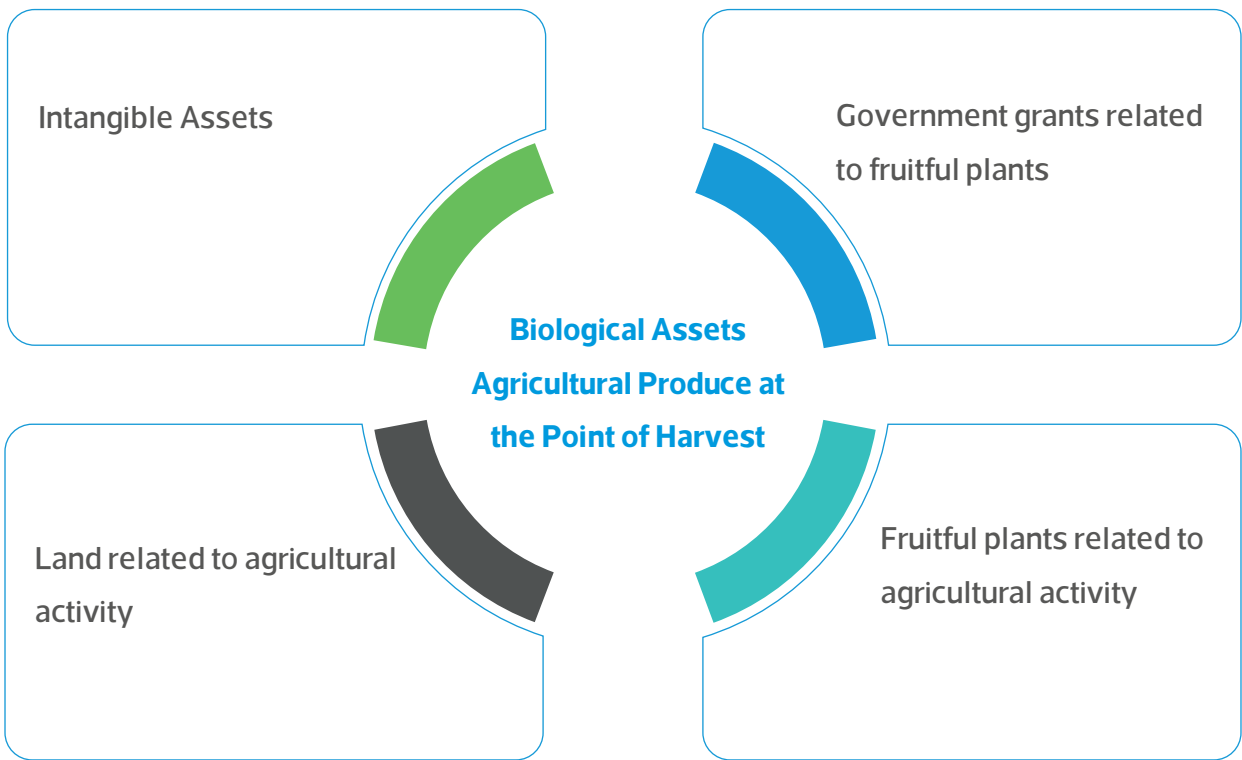 Intangible Assets
Government grants related
to fruitful plants
Biological Assets
Agricultural Produce at
the Point of Harvest
Land related to agricultural
activity
Fruitful plants related to
agricultural activity